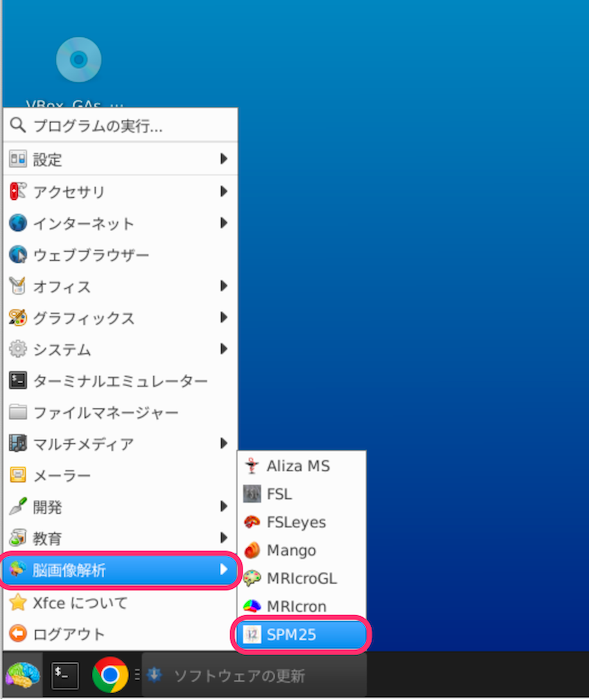 VBox_GAs_...
プログラムの実行...
設定
アクセサリ
インターネット
ウェブブラウザー
オフィス
グラフィックス
システム
ターミナルエミュレーター
ファイルマネージャー
マルチメディア
メーラー
開発
教育
脳画像解析
Xfce について
ログアウト
Aliza MS
FSL
FSLeyes
Mango
MRIcroGL
MRIcron
SPM25
ソフトウェアの更新